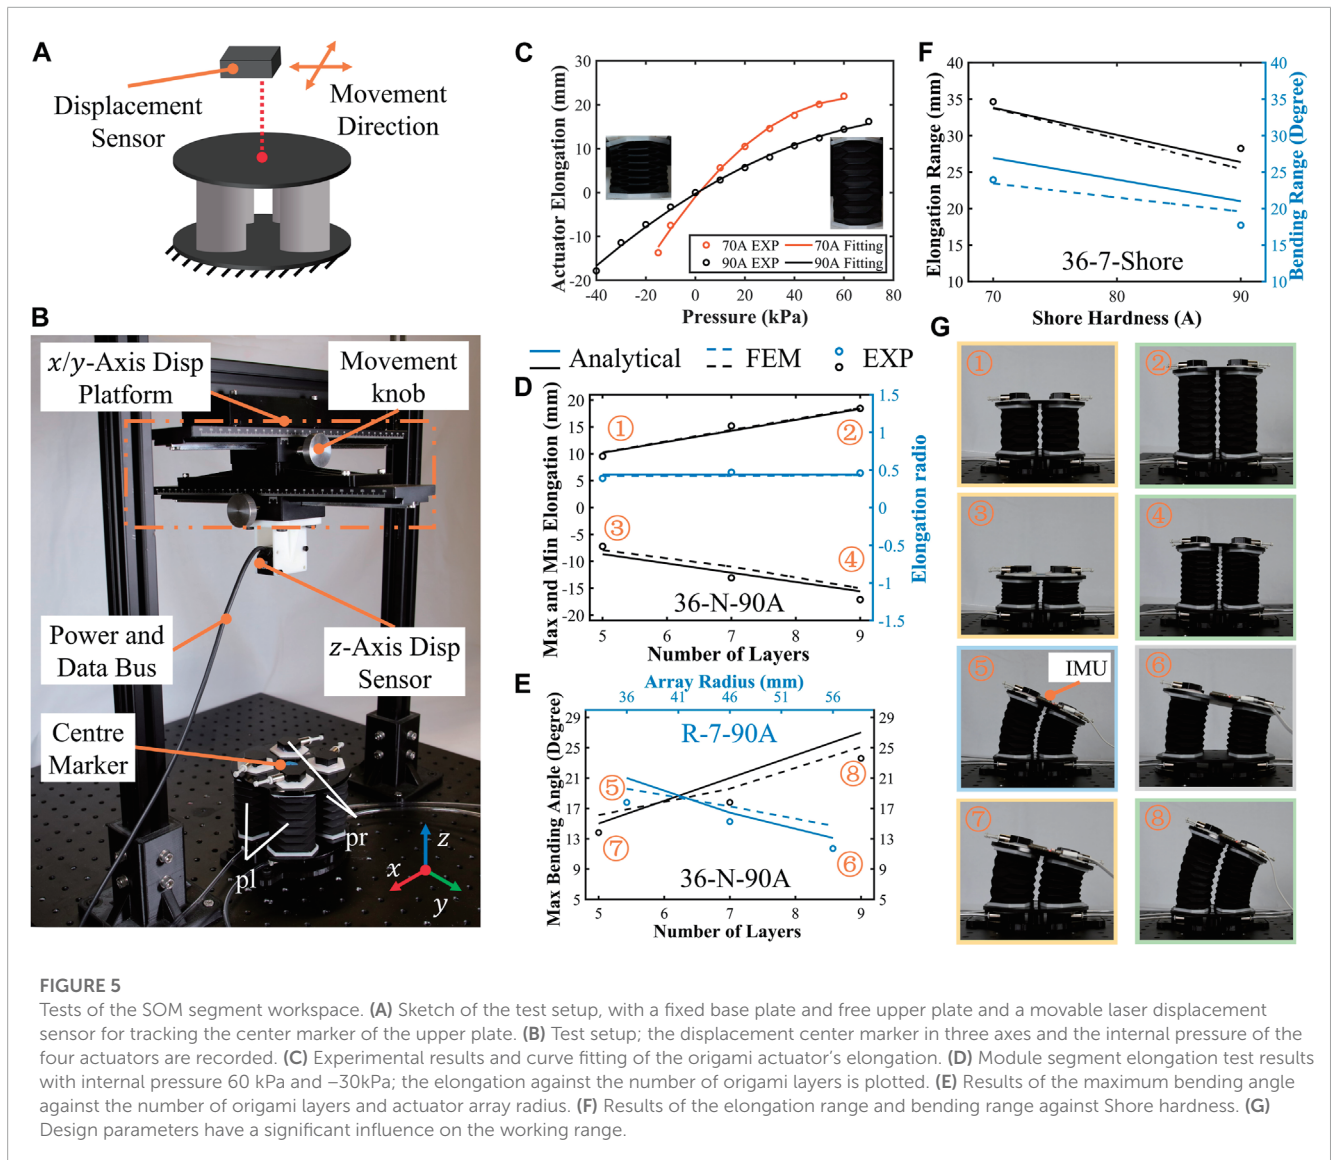 A
Displacement
Sensor
Movement
Direction
B
x/y-Axis Disp
Platform
Movement
knob
Power and
Data Bus
z-Axis Disp
Sensor
Centre
Marker
pl
pr
x
y
z
C
Actuator Elongation (mm)
30
20
10
0
-10
-20
-40
-20
0
20
40
60
80
Pressure (kPa)
70A EXP
70A Fitting
90A EXP
90A Fitting
Analytical
FEM
EXP
D
Max and Min Elongation (mm)
20
15
10
5
0
-5
-10
-15
-20
1.5
1
0.5
0
-0.5
-1
-1.5
Elongation radio
①
②
③
④
36-N-90A
5
6
7
8
9
Number of Layers
E
Array Radius (mm)
36
41
46
51
56
Max Bending Angle (Degree)
29
25
21
17
13
9
5
29
25
21
17
13
9
5
R-7-90A
⑤
⑧
⑦
⑥
36-N-90A
5
6
7
8
9
Number of Layers
F
Elongation Range (mm)
40
35
30
25
20
15
10
40
35
30
25
20
15
10
Bending Range (Degree)
36-7-Shore
70
80
90
Shore Hardness (A)
G
①
②
③
④
⑤
IMU
⑥
⑦
⑧
FIGURE 5
Tests of the SOM segment workspace. (A) Sketch of the test setup, with a fixed base plate and free upper plate and a movable laser displacement
sensor for tracking the center marker of the upper plate. (B) Test setup; the displacement center marker in three axes and the internal pressure of the
four actuators are recorded. (C) Experimental results and curve fitting of the origami actuator's elongation. (D) Module segment elongation test results
with internal pressure 60 kPa and −30kPa; the elongation against the number of origami layers is plotted. (E) Results of the maximum bending angle
against the number of origami layers and actuator array radius. (F) Results of the elongation range and bending range against Shore hardness. (G)
Design parameters have a significant influence on the working range.